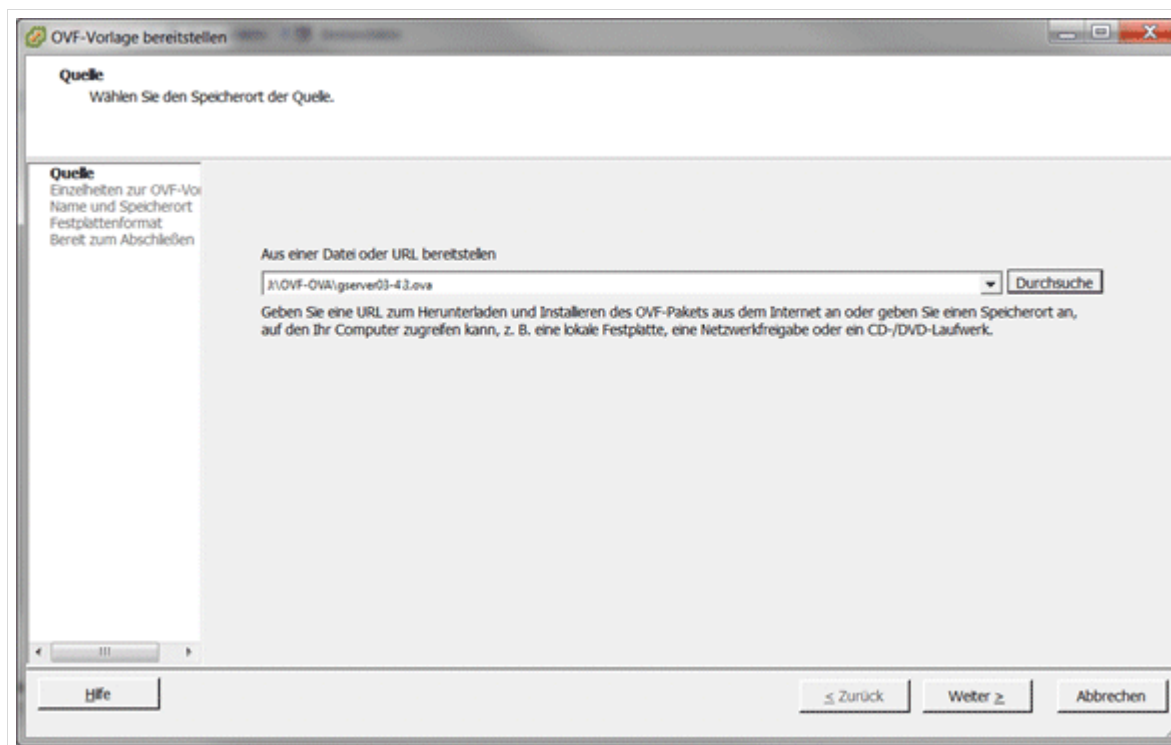 OVF-Vorlage bereitstellen
Quelle
Wählen Sie den Speicherort der Quelle.
Quelle
Einzelheiten zur OVF-Vo
Name und Speicherort
Festplattenformat
Bereit zum Abschließen
Aus einer Datei oder URL bereitstellen
J:\OVF-OVA\gserver03-4.3.ova
Durchsuche
Geben Sie eine URL zum Herunterladen und Installieren des OVF-Pakets aus dem Internet an oder geben Sie einen Speicherort an,
auf den Ihr Computer zugreifen kann, z. B. eine lokale Festplatte, eine Netzwerkfreigabe oder ein CD-/DVD-Laufwerk.
Hilfe
≤ Zurück
Weiter ≥
Abbrechen